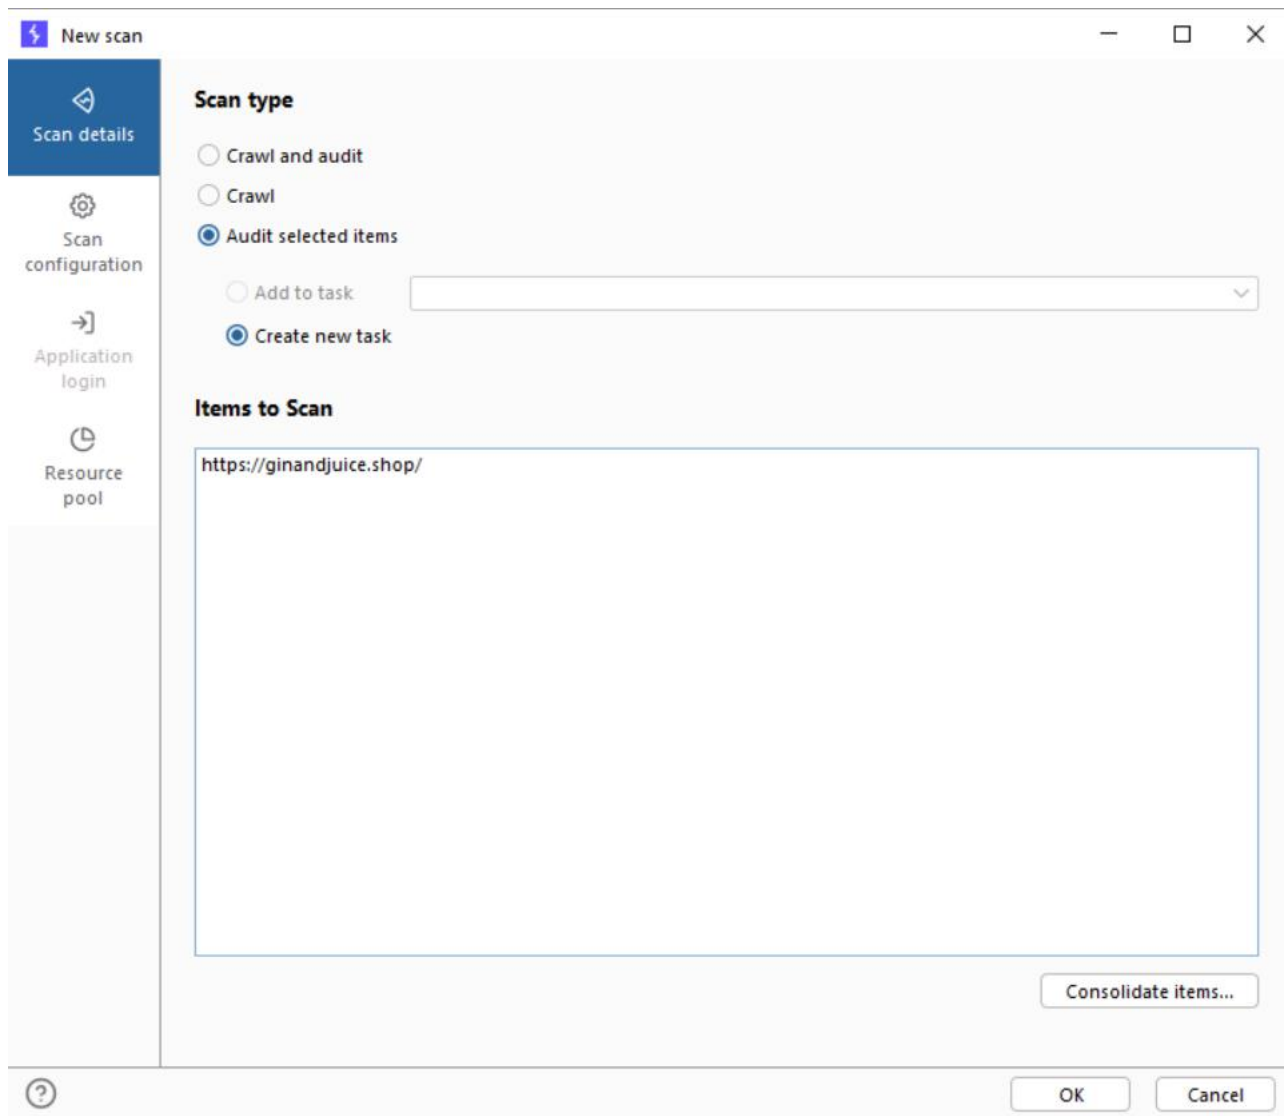 New scan
Scan details
Scan
configuration
Application
login
Resource
pool
Scan type
Crawl and audit
Crawl
Audit selected items
Add to task
Create new task
Items to Scan
https://ginandjuice.shop/
Consolidate items...
?
OK
Cancel